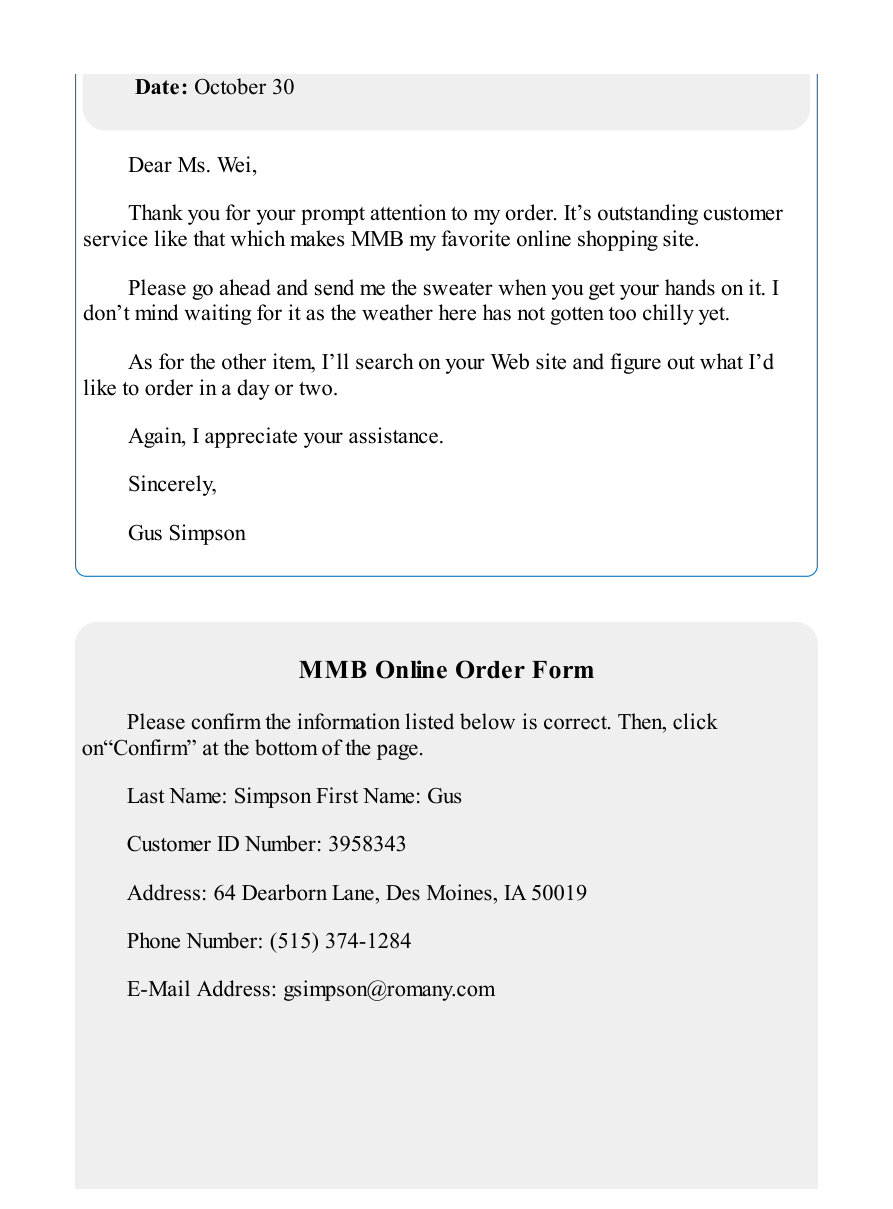 Date: October 30
Dear Ms. Wei,
Thank you for your prompt attention to my order. It’s outstanding customer
service like that which makes MMB my favorite online shopping site.
Please go ahead and send me the sweater when you get your hands on it. I
don’t mind waiting for it as the weather here has not gotten too chilly yet.
As for the other item, I’ll search on your Web site and figure out what I’d
like to order in a day or two.
Again, I appreciate your assistance.
Sincerely,
Gus Simpson
MMB Online Order Form
Please confirm the information listed below is correct. Then, click
on“Confirm” at the bottom of the page.
Last Name: Simpson First Name: Gus
Customer ID Number: 3958343
Address: 64 Dearborn Lane, Des Moines, IA 50019
Phone Number: (515) 374-1284
E-Mail Address: gsimpson@romany.com